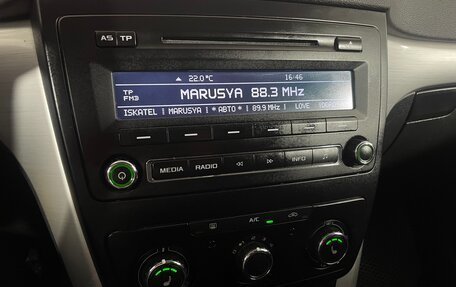 AS TP
▲ 22.0 °C 16:46
TP MARUSYA 88.3 MHz
FM3
ISKATEL | MARUSYA | * ABTO * | 89.9 MHz | LOVE
MEDIA RADIO INFO
A/C